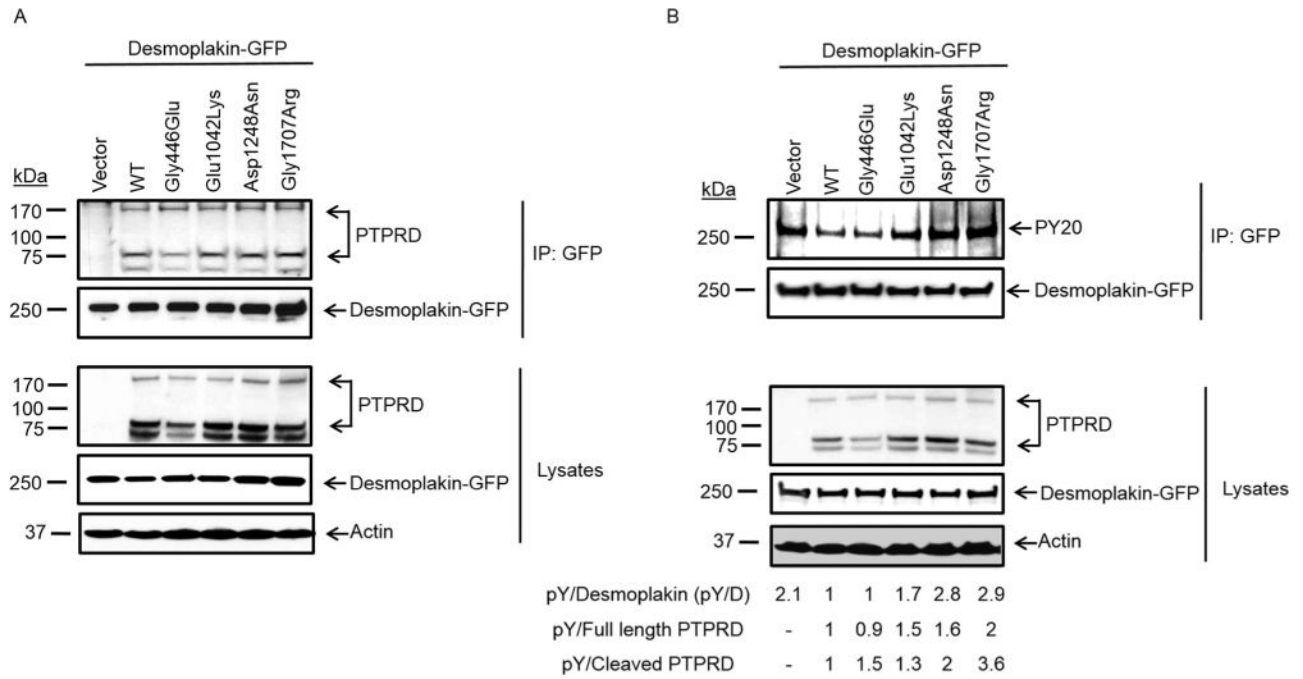 A
Desmoplakin-GFP
kDa
Vector
WT
Gly446Glu
Glu1042Lys
Asp1248Asn
Gly1707Arg
170
100
75
PTPRD
250
Desmoplakin-GFP
IP: GFP
170
100
75
PTPRD
250
Desmoplakin-GFP
37
Actin
Lysates
B
Desmoplakin-GFP
kDa
Vector
WT
Gly446Glu
Glu1042Lys
Asp1248Asn
Gly1707Arg
250
PY20
250
Desmoplakin-GFP
IP: GFP
170
100
75
PTPRD
250
Desmoplakin-GFP
37
Actin
Lysates
pY/Desmoplakin (pY/D) 2.1 1 1 1.7 2.8 2.9
pY/Full length PTPRD - 1 0.9 1.5 1.6 2
pY/Cleaved PTPRD - 1 1.5 1.3 2 3.6